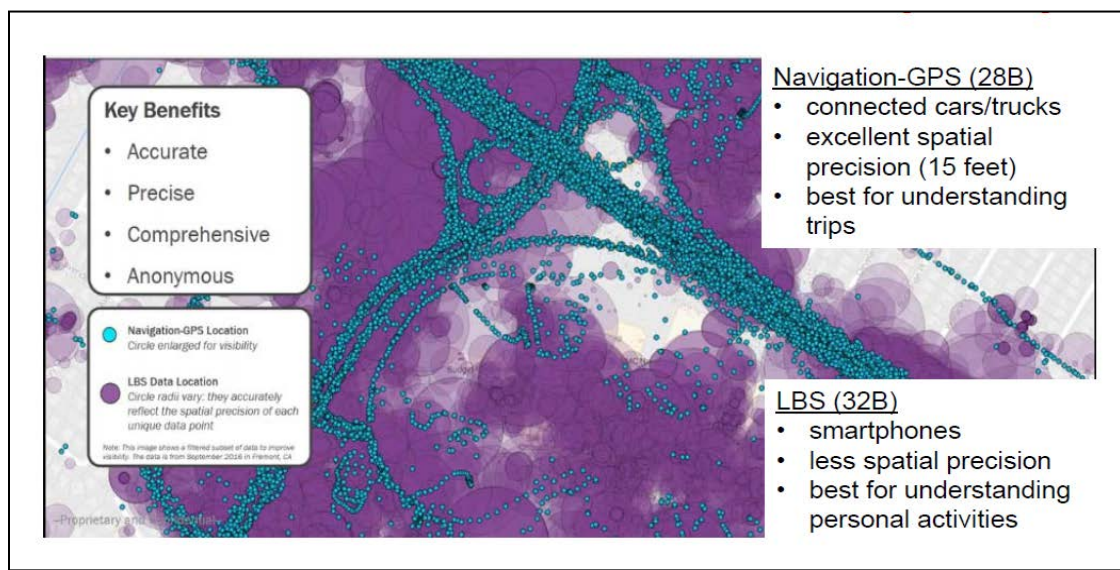 Key Benefits
• Accurate
• Precise
• Comprehensive
• Anonymous
Navigation-GPS Location
Circle enlarged for visibility
LBS Data Location
Circle radii vary: they accurately
reflect the spatial precision of each
unique data point
Note: This image shows a filtered subset of data to improve
visibility. The data is from September 2016 in Fremont, CA
–Proprietary and
Navigation-GPS (28B)
• connected cars/trucks
• excellent spatial
precision (15 feet)
• best for understanding
trips
LBS (32B)
• smartphones
• less spatial precision
• best for understanding
personal activities